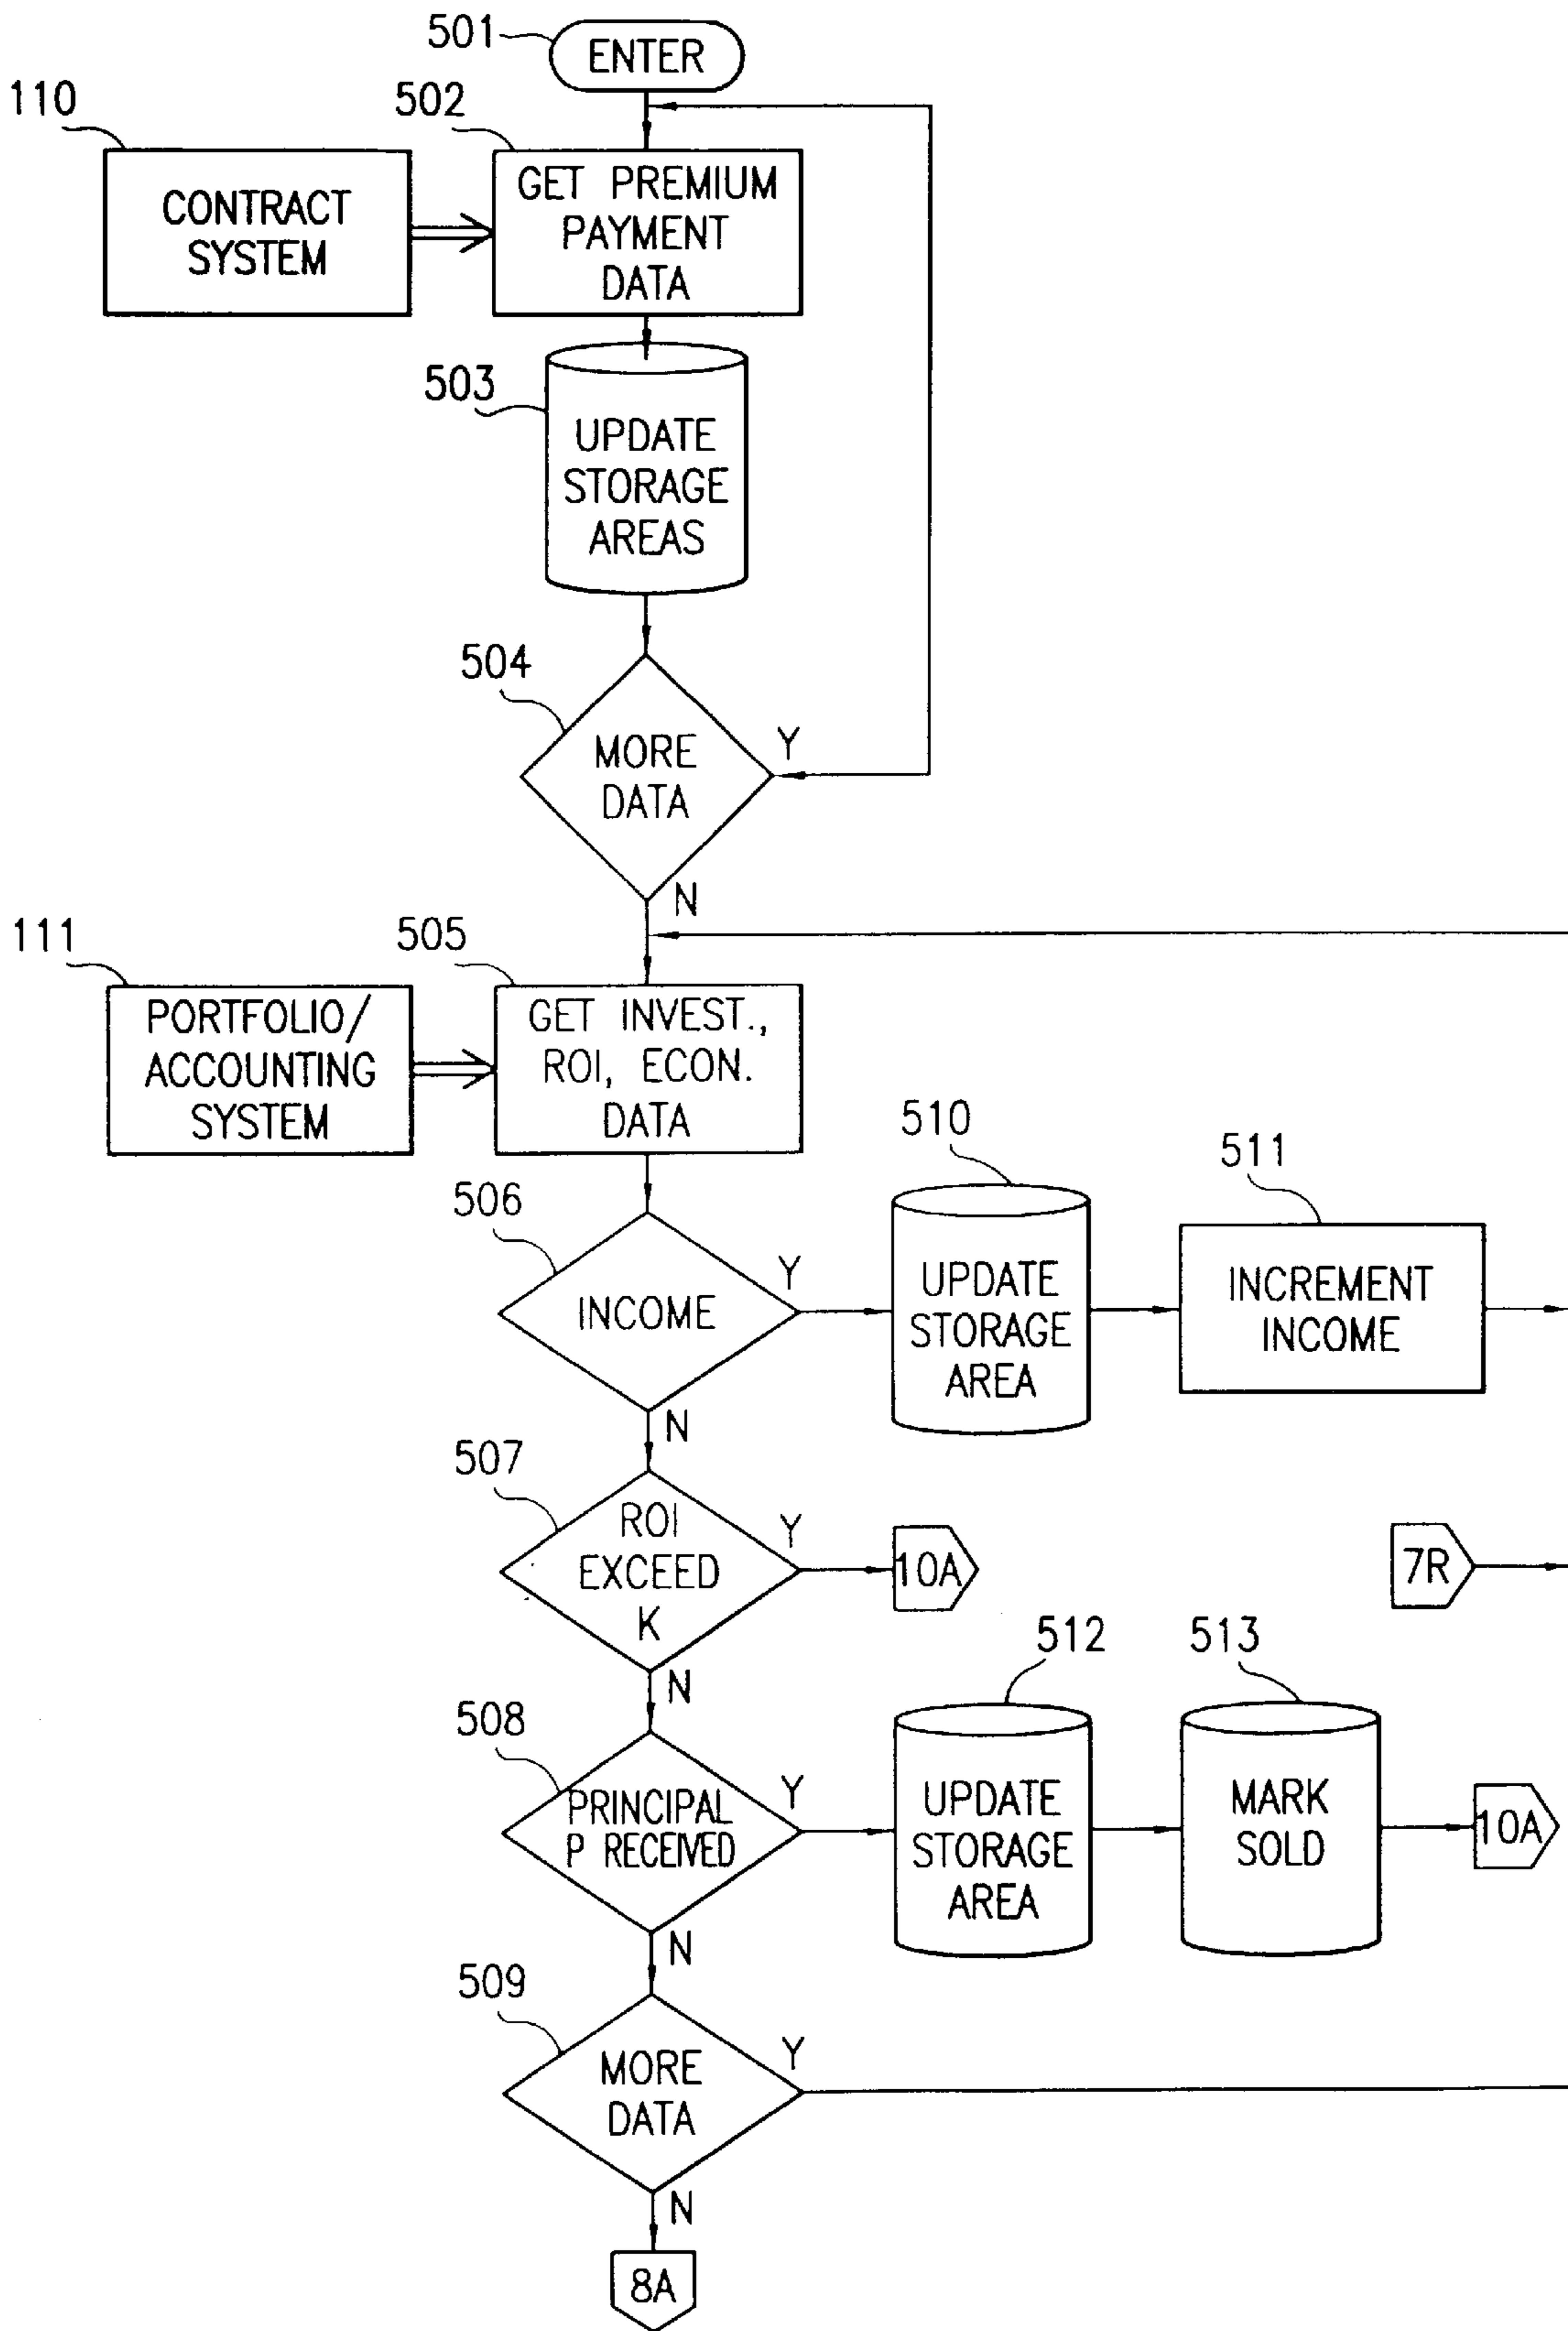 501
ENTER
110
502
CONTRACT
SYSTEM
GET PREMIUM
PAYMENT
DATA
503
UPDATE
STORAGE
AREAS
504
MORE
DATA
Y
N
111
505
PORTFOLIO/
ACCOUNTING
SYSTEM
GET INVEST.,
ROI, ECON.
DATA
506
INCOME
Y
N
510
UPDATE
STORAGE
AREA
511
INCREMENT
INCOME
507
ROI
EXCEED
K
Y
N
10A
7R
508
PRINCIPAL
P RECEIVED
Y
N
512
UPDATE
STORAGE
AREA
513
MARK
SOLD
10A
509
MORE
DATA
Y
N
8A